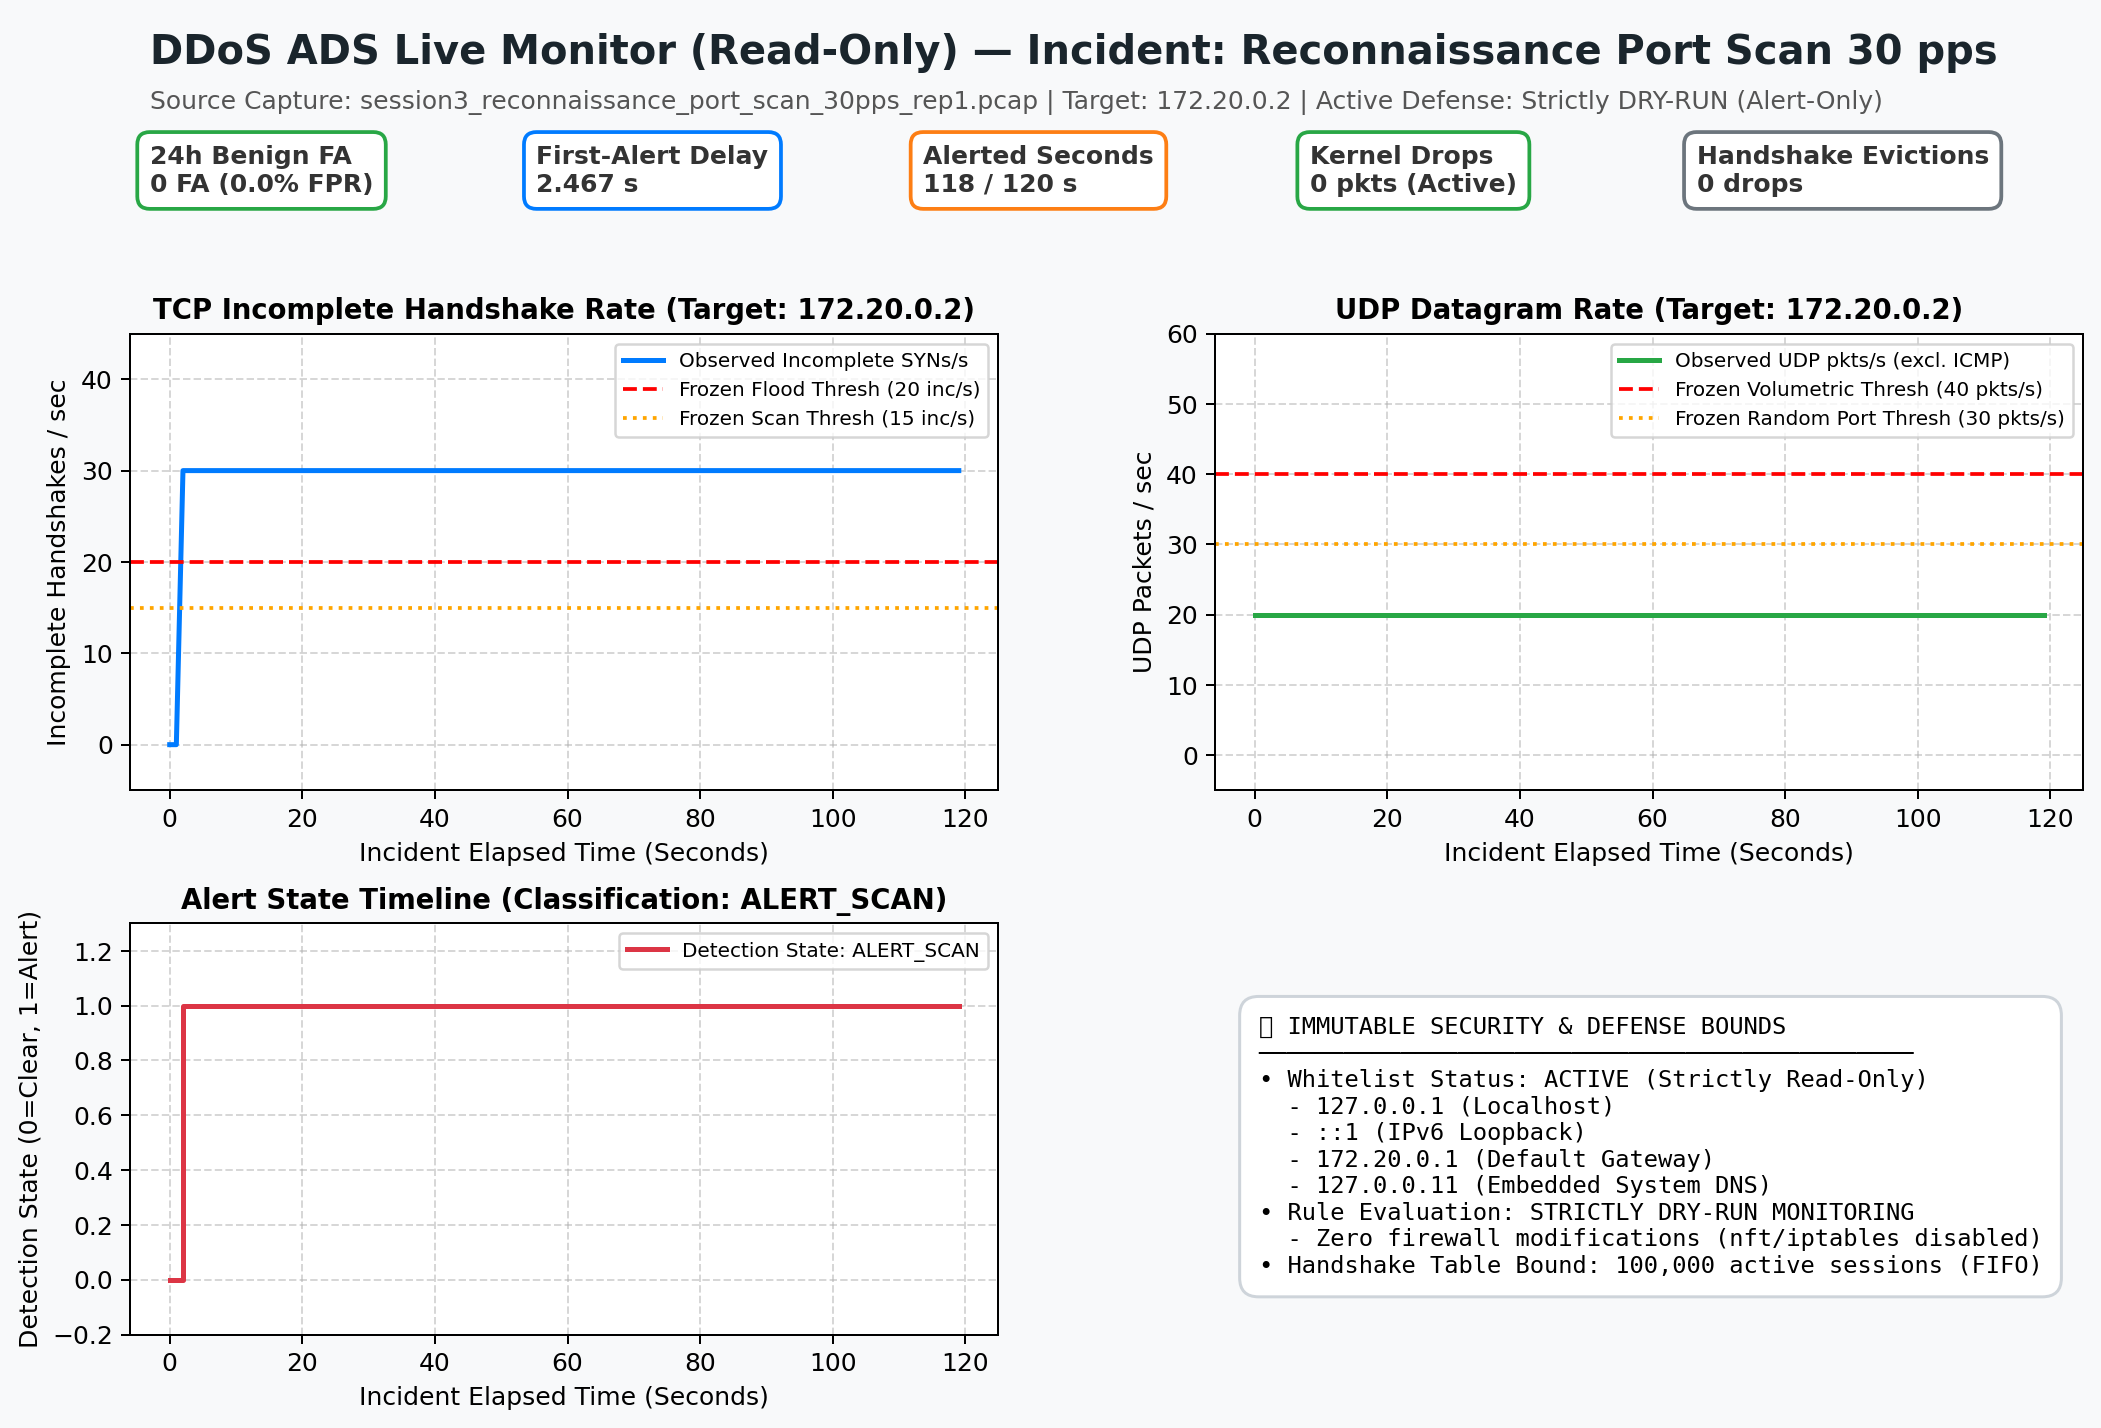 DDoS ADS Live Monitor (Read-Only) — Incident: Reconnaissance Port Scan 30 pps
Source Capture: session3_reconnaissance_port_scan_30pps_rep1.pcap | Target: 172.20.0.2 | Active Defense: Strictly DRY-RUN (Alert-Only)
24h Benign FA
0 FA (0.0% FPR)
First-Alert Delay
2.467 s
Alerted Seconds
118 / 120 s
Kernel Drops
0 pkts (Active)
Handshake Evictions
0 drops
TCP Incomplete Handshake Rate (Target: 172.20.0.2)
Incomplete Handshakes / sec
40
30
20
10
0
Observed Incomplete SYNs/s
Frozen Flood Thresh (20 inc/s)
Frozen Scan Thresh (15 inc/s)
0 20 40 60 80 100 120
Incident Elapsed Time (Seconds)
UDP Datagram Rate (Target: 172.20.0.2)
UDP Packets / sec
60
50
40
30
20
10
0
Observed UDP pkts/s (excl. ICMP)
Frozen Volumetric Thresh (40 pkts/s)
Frozen Random Port Thresh (30 pkts/s)
0 20 40 60 80 100 120
Incident Elapsed Time (Seconds)
Alert State Timeline (Classification: ALERT_SCAN)
Detection State (0=Clear, 1=Alert)
1.2
1.0
0.8
0.6
0.4
0.2
0.0
−0.2
Detection State: ALERT_SCAN
0 20 40 60 80 100 120
Incident Elapsed Time (Seconds)
IMMUTABLE SECURITY & DEFENSE BOUNDS
• Whitelist Status: ACTIVE (Strictly Read-Only)
- 127.0.0.1 (Localhost)
- ::1 (IPv6 Loopback)
- 172.20.0.1 (Default Gateway)
- 127.0.0.11 (Embedded System DNS)
• Rule Evaluation: STRICTLY DRY-RUN MONITORING
- Zero firewall modifications (nft/iptables disabled)
• Handshake Table Bound: 100,000 active sessions (FIFO)